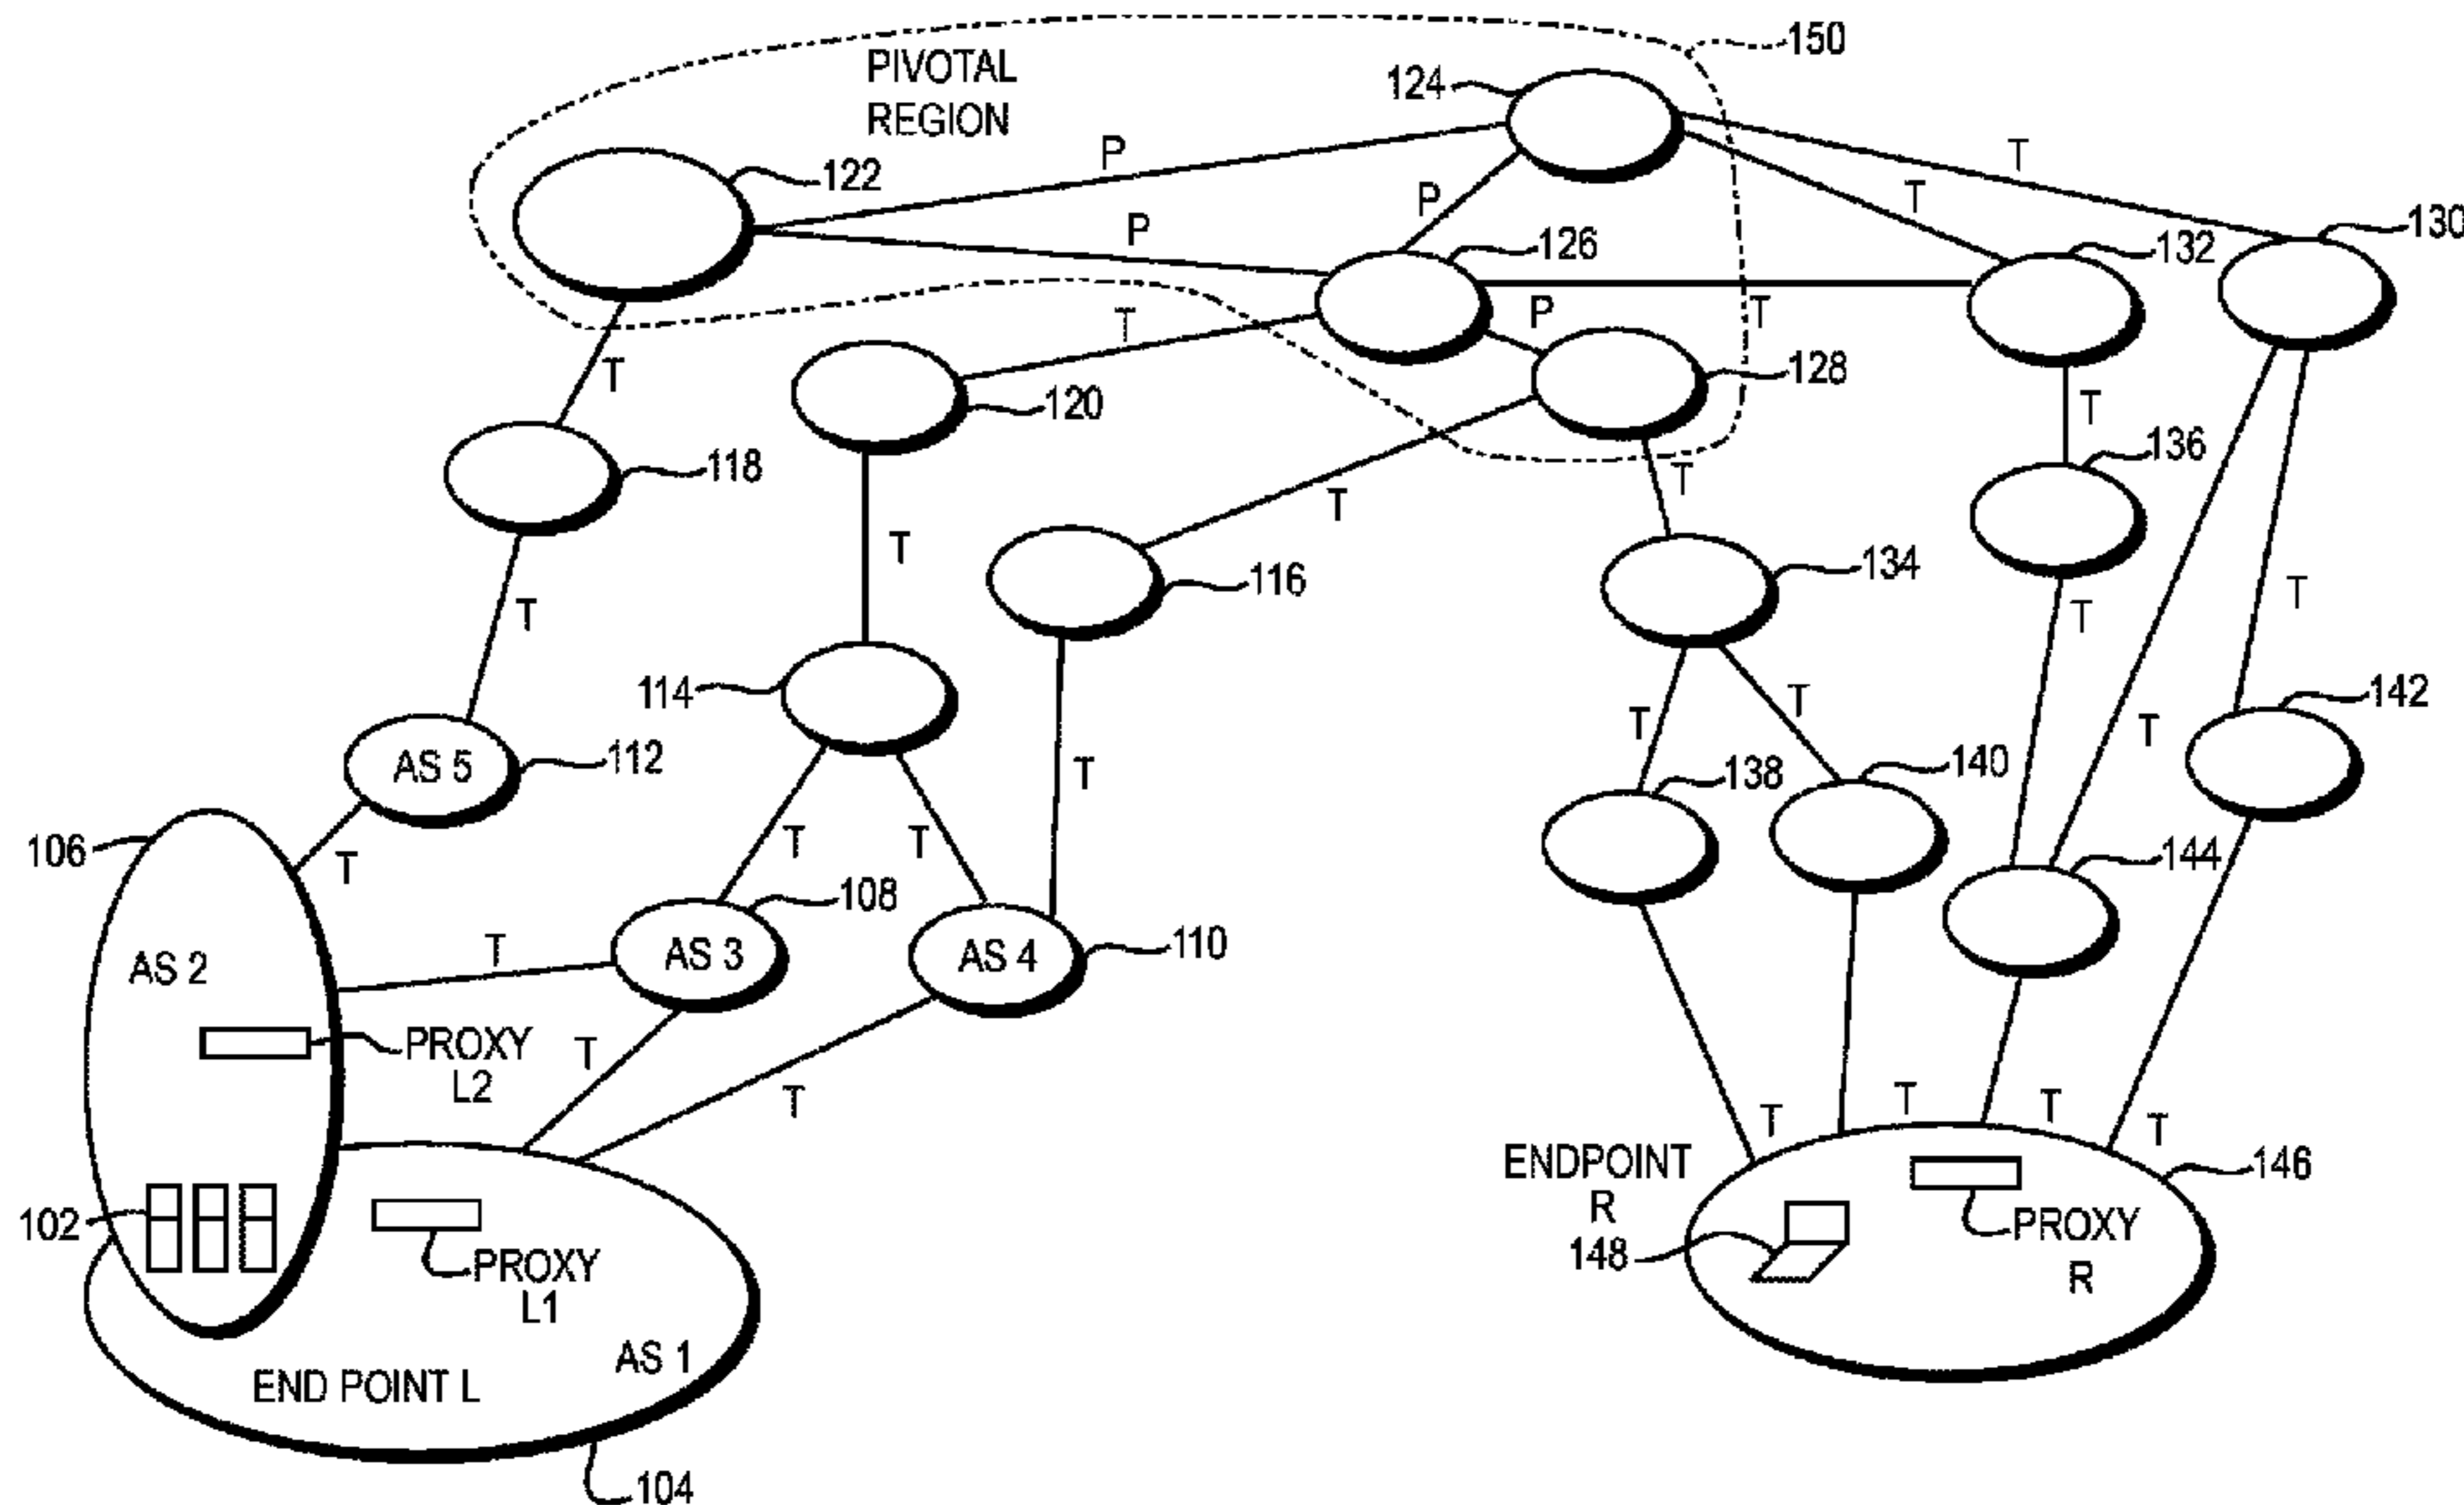 150
PIVOTAL
REGION
124
P
T
122
P
T
130
P
126
132
P
T
T
128
120
T
T
T
136
118
T
T
116
134
T
T
T
T
114
T
T
T
142
AS 5
112
T
138
140
106
T
T
T
108
144
AS 2
T
AS 3
AS 4
110
PROXY
L2
T
T
T
T
T
T
ENDPOINT
R
146
102
PROXY
L1
148
PROXY
R
AS 1
END POINT L
104